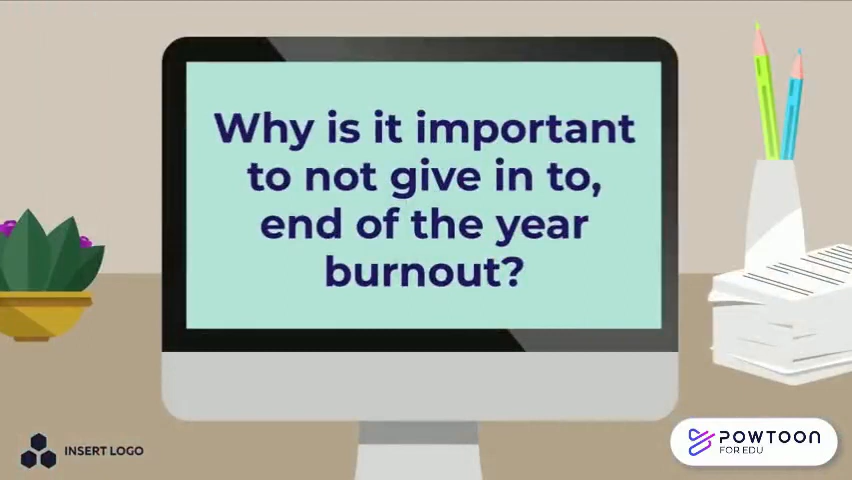 Why is it important
to not give in to,
end of the year
burnout?
INSERT LOGO
POWTOON
FOR EDU